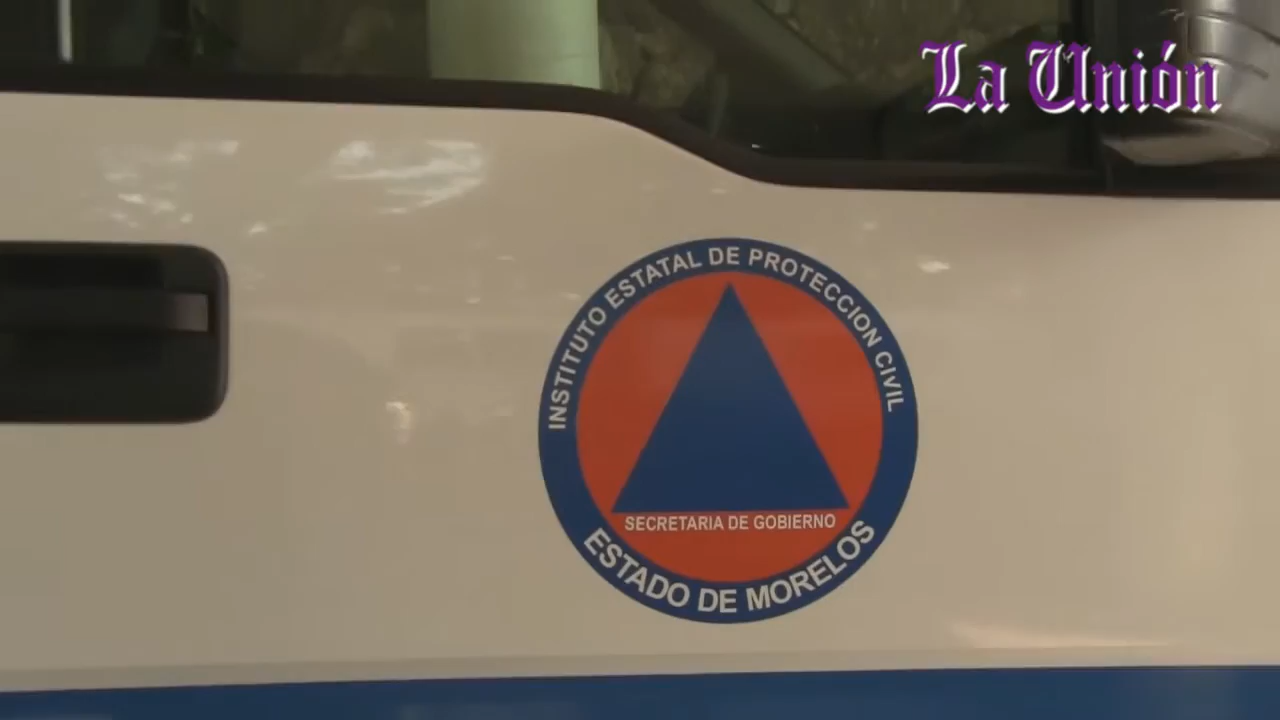 La Unión
INSTITUTO ESTATAL DE PROTECCION CIVIL
SECRETARIA DE GOBIERNO
ESTADO DE MORELOS